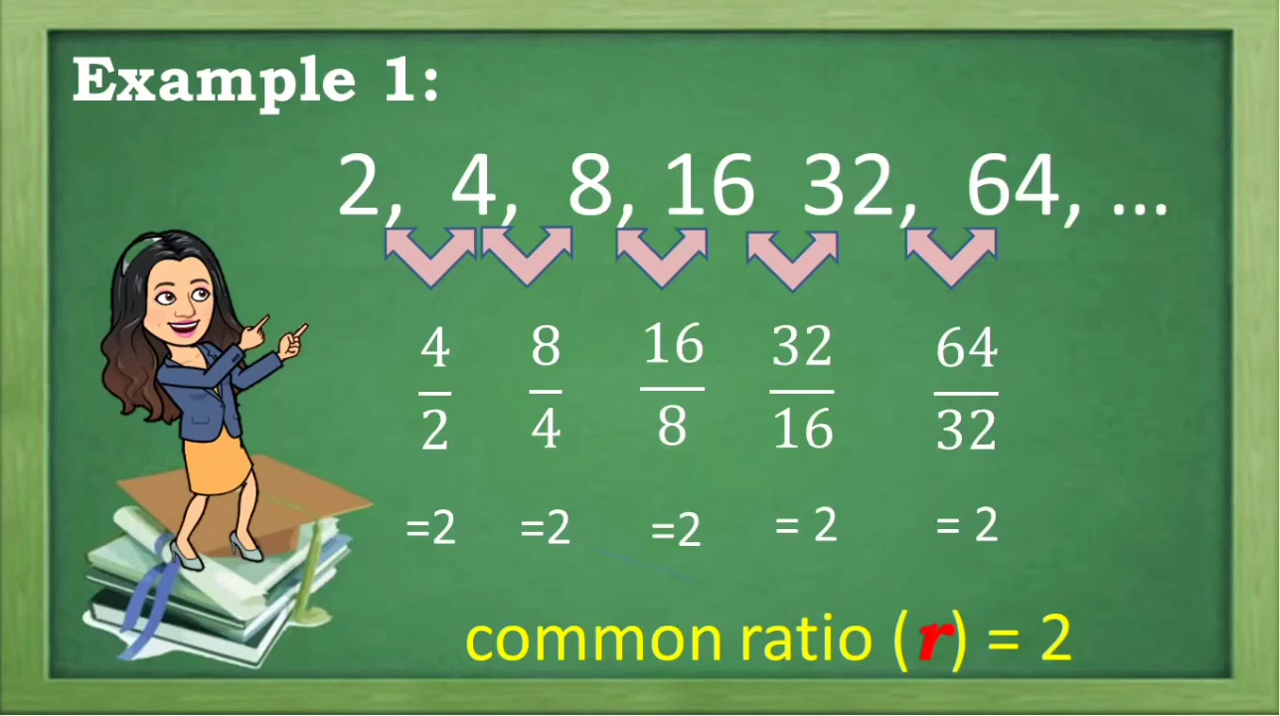 Example 1:
2, 4, 8, 16 32, 64, ...
4/2 8/4 16/8 32/16 64/32
=2 =2 =2 = 2 = 2
common ratio (r) = 2